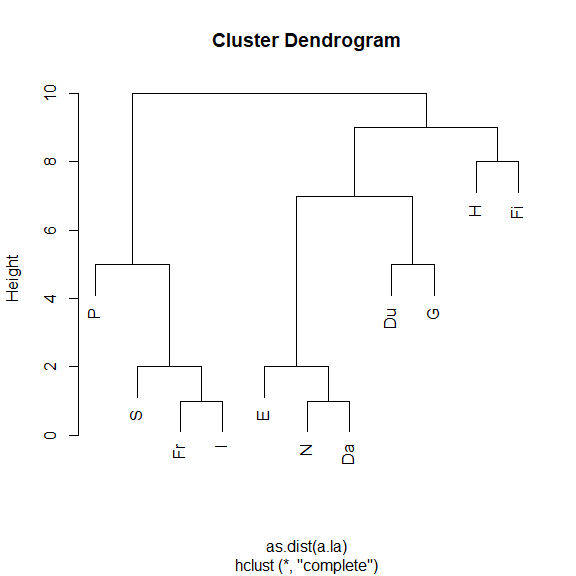 Cluster Dendrogram
Height
10
8
6
4
2
0
P
S
Fr
I
E
N
Da
Du
G
H
Fi
as.dist(a.la)
hclust (*, "complete")